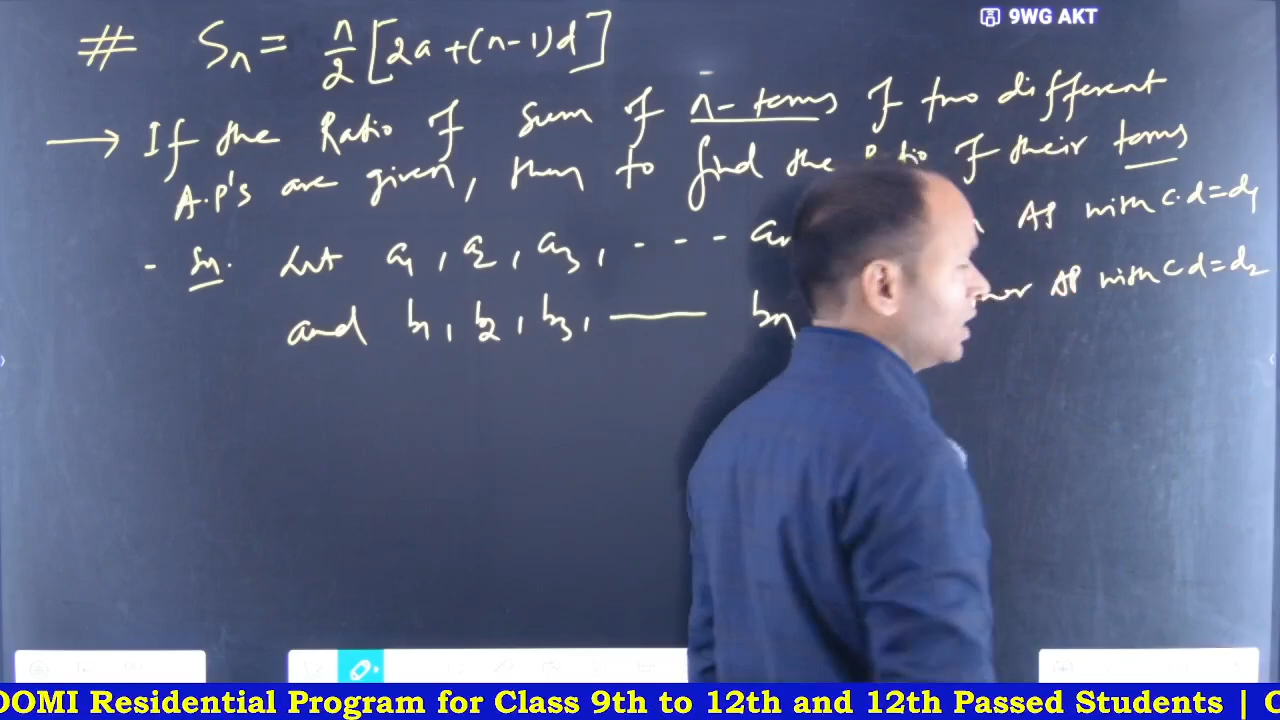 9WG AKT
# Sn = n/2 [2a + (n-1)d]
→ If the Ratio of sum of n-terms of two different
A.P's are given, then to find the Ratio of their terms
- Sn. Let a1, a2, a3, - - - an AP with c.d = d1
and b1, b2, b3, —— bn AP with c d = d2
OOMI Residential Program for Class 9th to 12th and 12th Passed Students | C